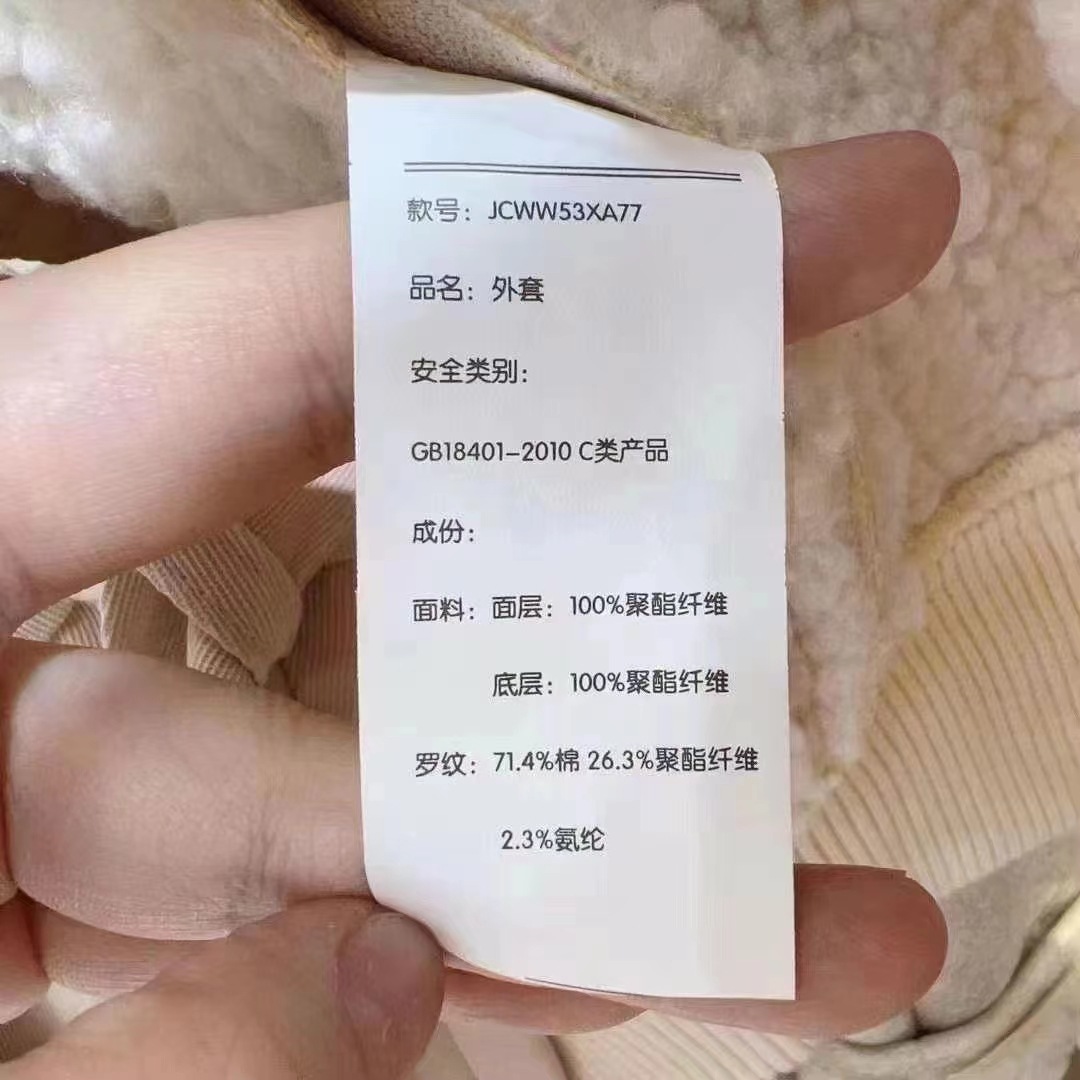 款号：JCWW53XA77
品名：外套
安全类别：
GB18401-2010 C类产品
成份：
面料：面层：100%聚酯纤维
底层：100%聚酯纤维
罗纹：71.4%棉 26.3%聚酯纤维
2.3%氨纶